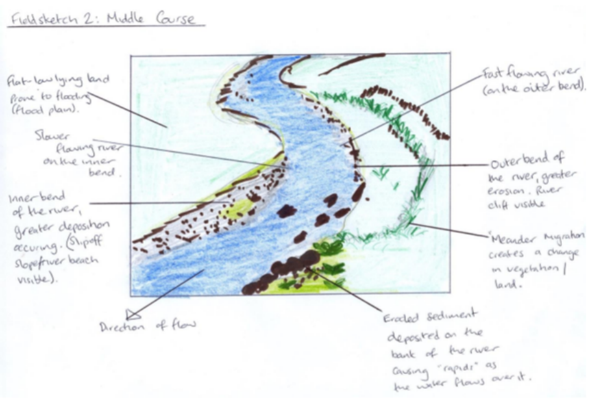 Fieldsketch 2: Middle Course
Flat low lying land
prone to flooding
(flood plain).
Slower
flowing river
on the inner
bend.
Inner bend
of the river,
greater deposition
occuring. (Slip off
slope/river beach
visible).
Direction of flow
Fast flowing river
(on the outer bend).
Outer bend of
the river, greater
erosion. River
cliff visible
Meander Migration
creates a change
in vegetation/
land.
Eroded sediment
deposited on the
bank of the river
causing "rapids" as
the water flows over it.